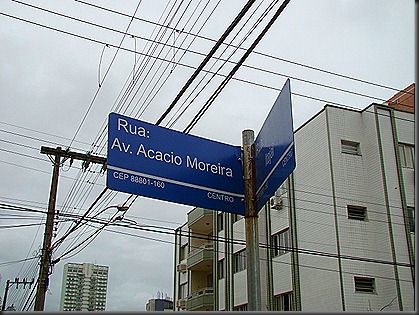 Rua:
Av. Acacio Moreira
CEP 88801-160 CENTRO